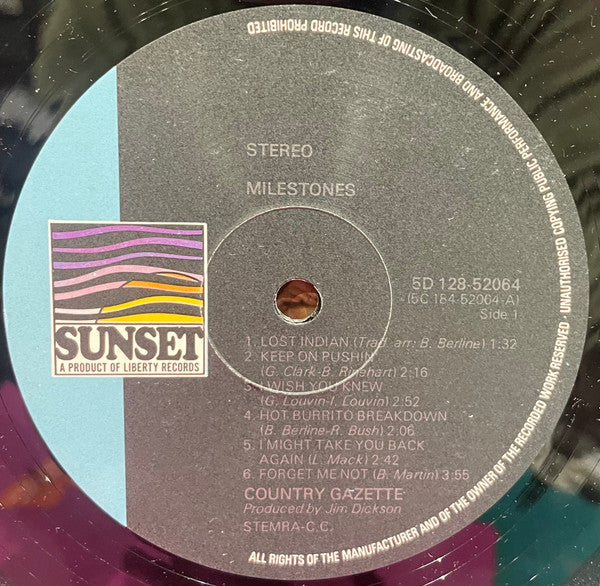 STEREO
MILESTONES
SUNSET
A PRODUCT OF LIBERTY RECORDS
5D 128-52064
(5C 184-52064-A)
Side 1
1. LOST INDIAN (Trad. arr: B. Berline) 1:32
2. KEEP ON PUSHIN'
(G. Clark-B. Rinehart) 2:16
3. I WISH YOU KNEW
(C. Louvin-I. Louvin) 2:52
4. HOT BURRITO BREAKDOWN
(B. Berline-R. Bush) 2:06
5. I MIGHT TAKE YOU BACK
AGAIN (L. Mack) 2:42
6. FORGET ME NOT (B. Martin) 3:55
COUNTRY GAZETTE
Produced by Jim Dickson
STEMRA-C.C.
ALL RIGHTS OF THE MANUFACTURER AND OF THE OWNER OF THE RECORDED WORK RESERVED - UNAUTHORISED COPYING PUBLIC PERFORMANCE AND BROADCASTING OF THIS RECORD PROHIBITED